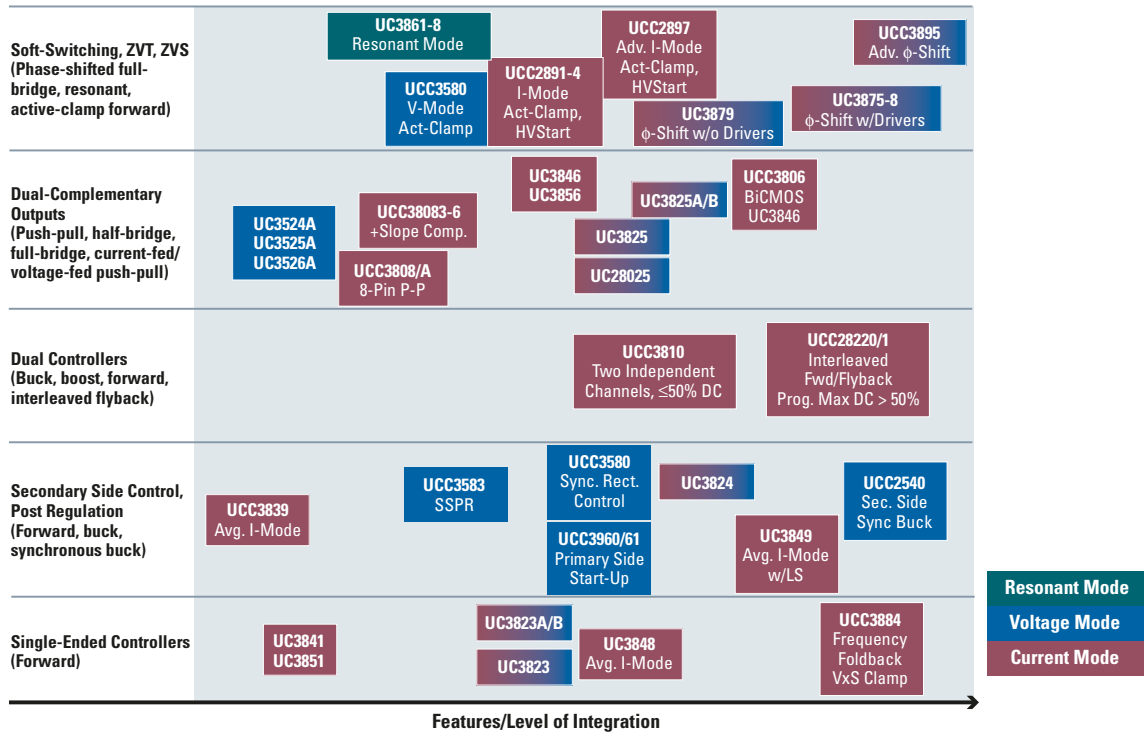 Soft-Switching, ZVT, ZVS
(Phase-shifted full-
bridge, resonant,
active-clamp forward)
UC3861-8
Resonant Mode
UCC3580
V-Mode
Act-Clamp
UCC2891-4
I-Mode
Act-Clamp,
HVStart
UCC2897
Adv. I-Mode
Act-Clamp,
HVStart
UC3879
ϕ-Shift w/o Drivers
UCC3895
Adv. ϕ-Shift
UC3875-8
ϕ-Shift w/Drivers
Dual-Complementary
Outputs
(Push-pull, half-bridge,
full-bridge, current-fed/
voltage-fed push-pull)
UC3524A
UC3525A
UC3526A
UCC38083-6
+Slope Comp.
UCC3808/A
8-Pin P-P
UC3846
UC3856
UC3825A/B
UC3825
UC28025
UCC3806
BiCMOS
UC3846
Dual Controllers
(Buck, boost, forward,
interleaved flyback)
UCC3810
Two Independent
Channels, ≤50% DC
UCC28220/1
Interleaved
Fwd/Flyback
Prog. Max DC > 50%
Secondary Side Control,
Post Regulation
(Forward, buck,
synchronous buck)
UCC3839
Avg. I-Mode
UCC3583
SSPR
UCC3580
Sync. Rect.
Control
UCC3960/61
Primary Side
Start-Up
UC3824
UC3849
Avg. I-Mode
w/LS
UCC2540
Sec. Side
Sync Buck
Single-Ended Controllers
(Forward)
UC3841
UC3851
UC3823A/B
UC3823
UC3848
Avg. I-Mode
UCC3884
Frequency
Foldback
VxS Clamp
Resonant Mode
Voltage Mode
Current Mode
Features/Level of Integration